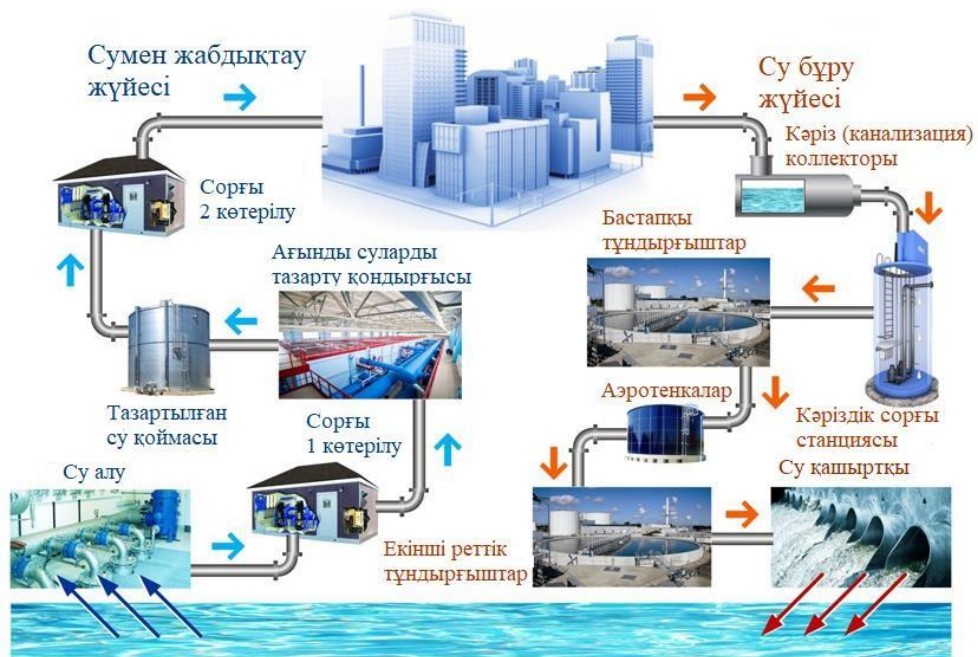 Сумен жабдықтау
жүйесі
Су бұру
жүйесі
Кәріз (канализация)
коллекторы
Сорғы
2 көтерілу
Бастапқы
тұндырғыштар
Ағынды суларды
тазарту қондырғысы
Аэротенкалар
Тазартылған
су қоймасы
Сорғы
1 көтерілу
Кәріздік сорғы
станциясы
Су алу
Су қашыртқы
Екінші реттік
тұндырғыштар